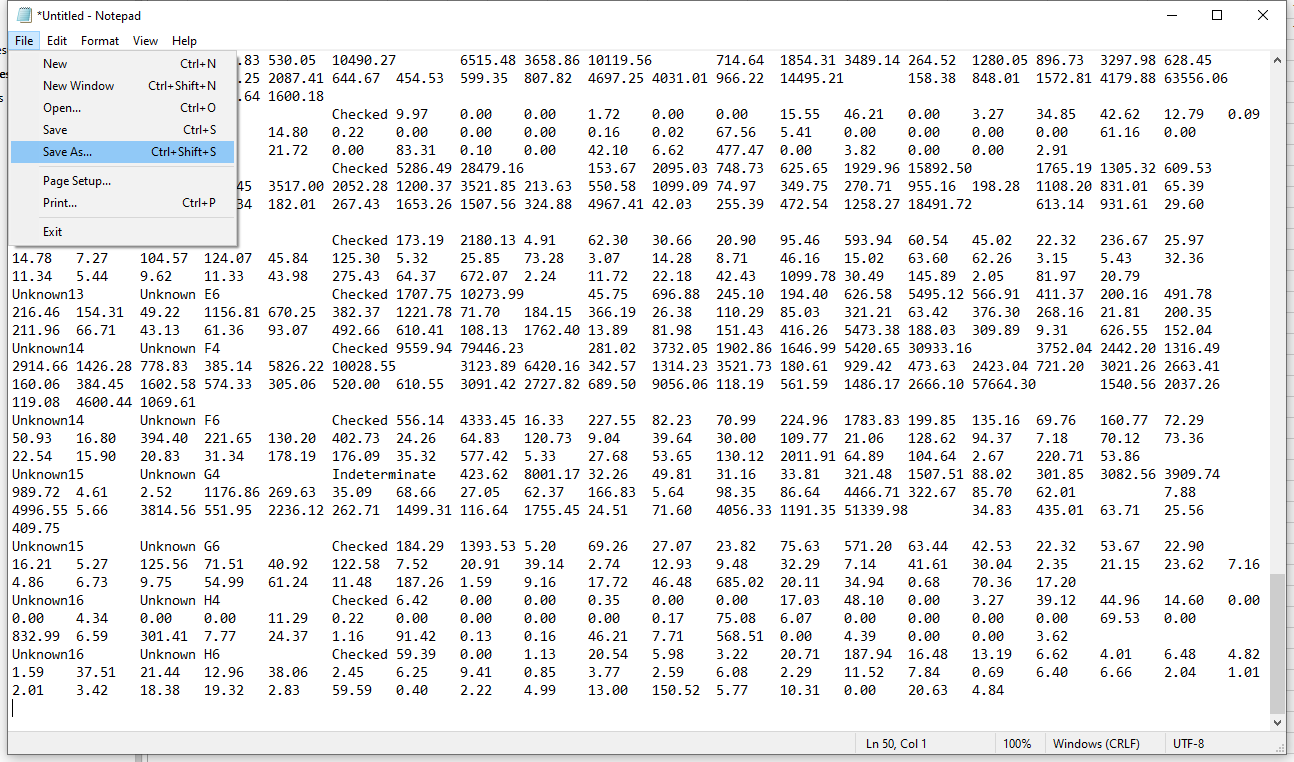 *Untitled - Notepad
File Edit Format View Help
New Ctrl+N
New Window Ctrl+Shift+N
Open... Ctrl+O
Save Ctrl+S
Save As... Ctrl+Shift+S
Page Setup... 
Print... Ctrl+P
Exit
.83 530.05 10490.27 6515.48 3658.86 10119.56 714.64 1854.31 3489.14 264.52 1280.05 896.73 3297.98 628.45
.25 2087.41 644.67 454.53 599.35 807.82 4697.25 4031.01 966.22 14495.21 158.38 848.01 1572.81 4179.88 63556.06
.64 1600.18
Checked 9.97 0.00 0.00 1.72 0.00 0.00 15.55 46.21 0.00 3.27 34.85 42.62 12.79 0.09
14.80 0.22 0.00 0.00 0.00 0.16 0.02 67.56 5.41 0.00 0.00 0.00 0.00 61.16 0.00
21.72 0.00 83.31 0.10 0.00 42.10 6.62 477.47 0.00 3.82 0.00 0.00 2.91
Checked 5286.49 28479.16 153.67 2095.03 748.73 625.65 1929.96 15892.50 1765.19 1305.32 609.53
45 3517.00 2052.28 1200.37 3521.85 213.63 550.58 1099.09 74.97 349.75 270.71 955.16 198.28 1108.20 831.01 65.39
34 182.01 267.43 1653.26 1507.56 324.88 4967.41 42.03 255.39 472.54 1258.27 18491.72 613.14 931.61 29.60
Checked 173.19 2180.13 4.91 62.30 30.66 20.90 95.46 593.94 60.54 45.02 22.32 236.67 25.97
14.78 7.27 104.57 124.07 45.84 125.30 5.32 25.85 73.28 3.07 14.28 8.71 46.16 15.02 63.60 62.26 3.15 5.43 32.36
11.34 5.44 9.62 11.33 43.98 275.43 64.37 672.07 2.24 11.72 22.18 42.43 1099.78 30.49 145.89 2.05 81.97 20.79
Unknown13 Unknown E6 Checked 1707.75 10273.99 45.75 696.88 245.10 194.40 626.58 5495.12 566.91 411.37 200.16 491.78
216.46 154.31 49.22 1156.81 670.25 382.37 1221.78 71.70 184.15 366.19 26.38 110.29 85.03 321.21 63.42 376.30 268.16 21.81 200.35
211.96 66.71 43.13 61.36 93.07 492.66 610.41 108.13 1762.40 13.89 81.98 151.43 416.26 5473.38 188.03 309.89 9.31 626.55 152.04
Unknown14 Unknown F4 Checked 9559.94 79446.23 281.02 3732.05 1902.86 1646.99 5420.65 30933.16 3752.04 2442.20 1316.49
2914.66 1426.28 778.83 385.14 5826.22 10028.55 3123.89 6420.16 342.57 1314.23 3521.73 180.61 929.42 473.63 2423.04 721.20 3021.26 2663.41
160.06 384.45 1602.58 574.33 305.06 520.00 610.55 3091.42 2727.82 689.50 9056.06 118.19 561.59 1486.17 2666.10 57664.30 1540.56 2037.26
119.08 4600.44 1069.61
Unknown14 Unknown F6 Checked 556.14 4333.45 16.33 227.55 82.23 70.99 224.96 1783.83 199.85 135.16 69.76 160.77 72.29
50.93 16.80 394.40 221.65 130.20 402.73 24.26 64.83 120.73 9.04 39.64 30.00 109.77 21.06 128.62 94.37 7.18 70.12 73.36
22.54 15.90 20.83 31.34 178.19 176.09 35.32 577.42 5.33 27.68 53.65 130.12 2011.91 64.89 104.64 2.67 220.71 53.86
Unknown15 Unknown G4 Indeterminate 423.62 8001.17 32.26 49.81 31.16 33.81 321.48 1507.51 88.02 301.85 3082.56 3909.74
989.72 4.61 2.52 1176.86 269.63 35.09 68.66 27.05 62.37 166.83 5.64 98.35 86.64 4466.71 322.67 85.70 62.01 7.88
4996.55 5.66 3814.56 551.95 2236.12 262.71 1499.31 116.64 1755.45 24.51 71.60 4056.33 1191.35 51339.98 34.83 435.01 63.71 25.56
409.75
Unknown15 Unknown G6 Checked 184.29 1393.53 5.20 69.26 27.07 23.82 75.63 571.20 63.44 42.53 22.32 53.67 22.90
16.21 5.27 125.56 71.51 40.92 122.58 7.52 20.91 39.14 2.74 12.93 9.48 32.29 7.14 41.61 30.04 2.35 21.15 23.62 7.16
4.86 6.73 9.75 54.99 61.24 11.48 187.26 1.59 9.16 17.72 46.48 685.02 20.11 34.94 0.68 70.36 17.20
Unknown16 Unknown H4 Checked 6.42 0.00 0.00 0.35 0.00 0.00 17.03 48.10 0.00 3.27 39.12 44.96 14.60 0.00
0.00 4.34 0.00 0.00 11.29 0.22 0.00 0.00 0.00 0.00 0.17 75.08 6.07 0.00 0.00 0.00 0.00 69.53 0.00
832.99 6.59 301.41 7.77 24.37 1.16 91.42 0.13 0.16 46.21 7.71 568.51 0.00 4.39 0.00 0.00 3.62
Unknown16 Unknown H6 Checked 59.39 0.00 1.13 20.54 5.98 3.22 20.71 187.94 16.48 13.19 6.62 4.01 6.48 4.82
1.59 37.51 21.44 12.96 38.06 2.45 6.25 9.41 0.85 3.77 2.59 6.08 2.29 11.52 7.84 0.69 6.40 6.66 2.04 1.01
2.01 3.42 18.38 19.32 2.83 59.59 0.40 2.22 4.99 13.00 150.52 5.77 10.31 0.00 20.63 4.84
Ln 50, Col 1 100% Windows (CRLF) UTF-8